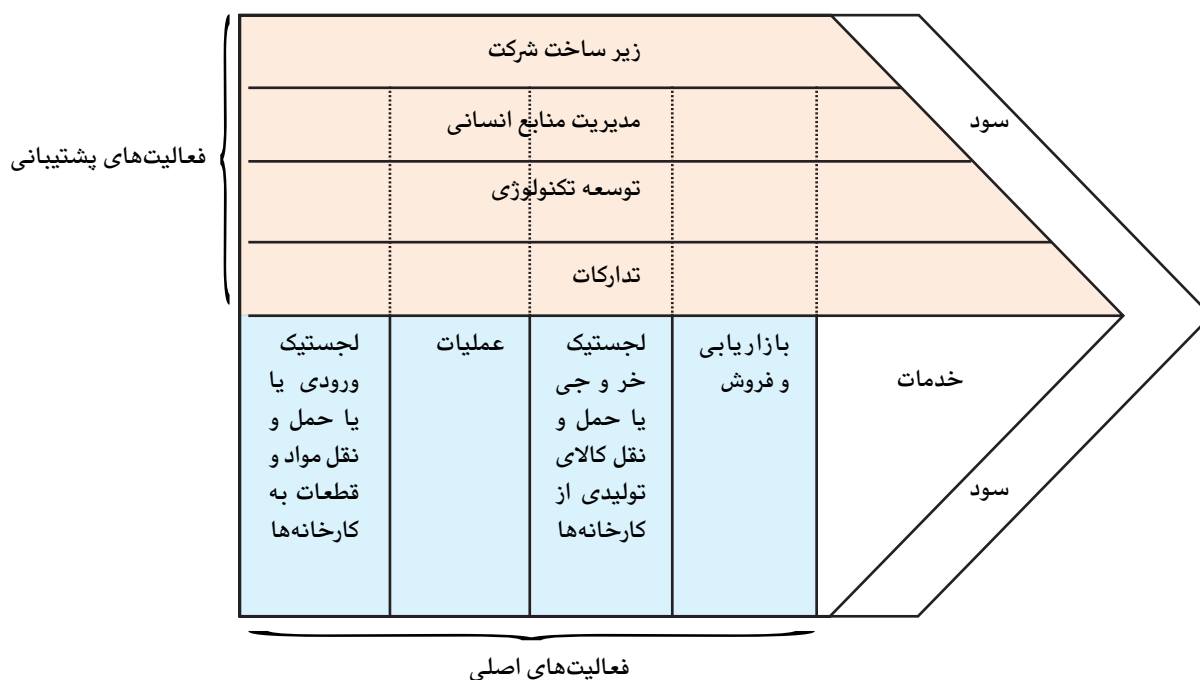 زیر ساخت شرکت
مدیریت منابع انسانی
توسعه تکنولوژی
تدارکات
فعالیت‌های پشتیبانی
سود
لجستیک
ورودی یا
یا حمل و
نقل مواد و
قطعات به
کارخانه‌ها
عملیات
لجستیک
خر و جی
یا حمل و
نقل کالای
تولیدی از
کارخانه‌ها
بازاریابی
و فروش
خدمات
سود
فعالیت‌های اصلی